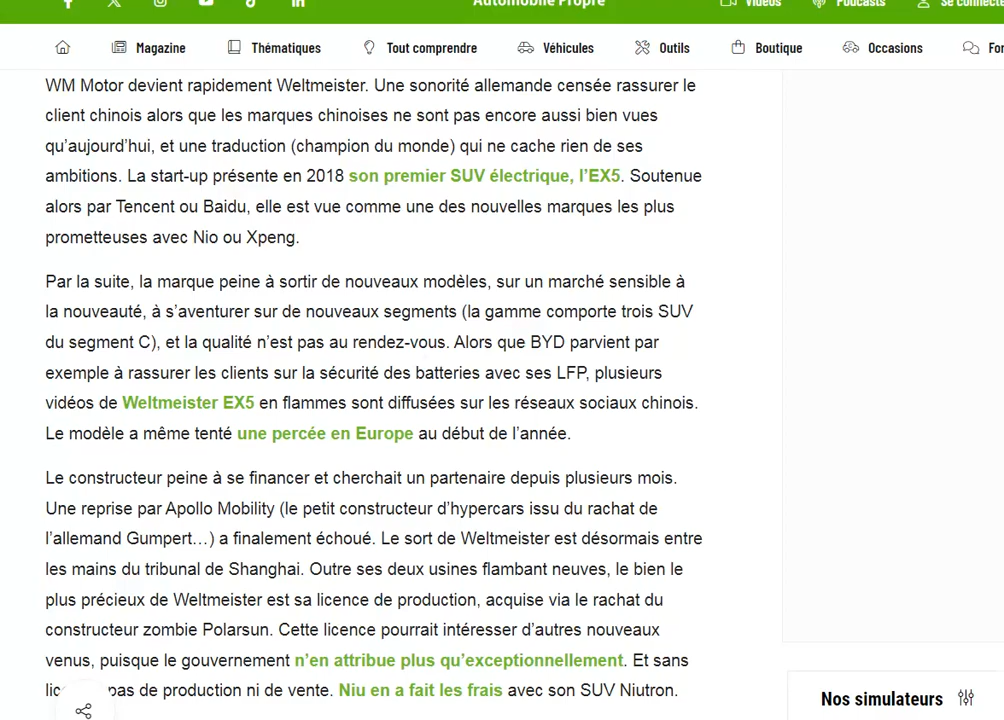 Automobile Propre
Vidéos
Podcasts
Se connecte
Magazine
Thématiques
Tout comprendre
Véhicules
Outils
Boutique
Occasions
For
WM Motor devient rapidement Weltmeister. Une sonorité allemande censée rassurer le
client chinois alors que les marques chinoises ne sont pas encore aussi bien vues
qu’aujourd’hui, et une traduction (champion du monde) qui ne cache rien de ses
ambitions. La start-up présente en 2018 son premier SUV électrique, l’EX5. Soutenue
alors par Tencent ou Baidu, elle est vue comme une des nouvelles marques les plus
prometteuses avec Nio ou Xpeng.
Par la suite, la marque peine à sortir de nouveaux modèles, sur un marché sensible à
la nouveauté, à s’aventurer sur de nouveaux segments (la gamme comporte trois SUV
du segment C), et la qualité n’est pas au rendez-vous. Alors que BYD parvient par
exemple à rassurer les clients sur la sécurité des batteries avec ses LFP, plusieurs
vidéos de Weltmeister EX5 en flammes sont diffusées sur les réseaux sociaux chinois.
Le modèle a même tenté une percée en Europe au début de l’année.
Le constructeur peine à se financer et cherchait un partenaire depuis plusieurs mois.
Une reprise par Apollo Mobility (le petit constructeur d’hypercars issu du rachat de
l’allemand Gumpert…) a finalement échoué. Le sort de Weltmeister est désormais entre
les mains du tribunal de Shanghai. Outre ses deux usines flambant neuves, le bien le
plus précieux de Weltmeister est sa licence de production, acquise via le rachat du
constructeur zombie Polarsun. Cette licence pourrait intéresser d’autres nouveaux
venus, puisque le gouvernement n’en attribue plus qu’exceptionnellement. Et sans
pas de production ni de vente. Niu en a fait les frais avec son SUV Niutron.
Nos simulateurs